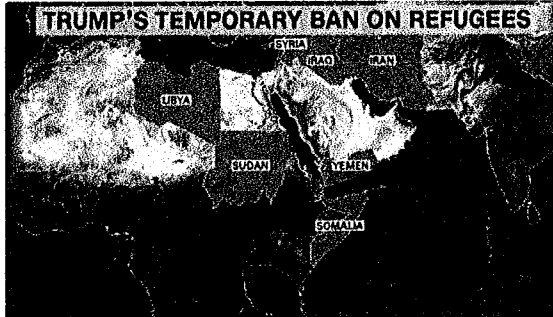 TRUMP'S TEMPORARY BAN ON REFUGEES
SYRIA
IRAQ
IRAN
LIBYA
SUDAN
YEMEN
SOMALIA